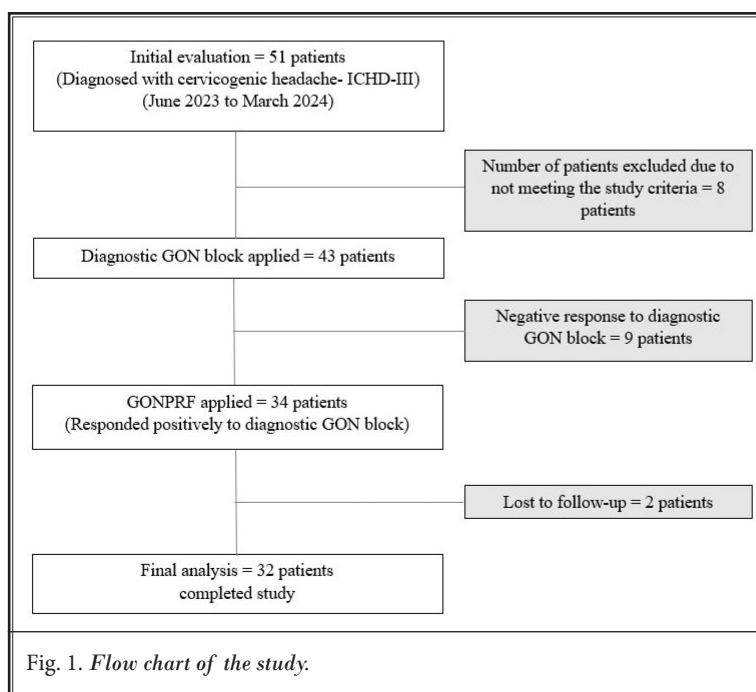 Initial evaluation = 51 patients
(Diagnosed with cervicogenic headache- ICHD-III)
(June 2023 to March 2024)
Number of patients excluded due to
not meeting the study criteria = 8
patients
Diagnostic GON block applied = 43 patients
Negative response to diagnostic
GON block = 9 patients
GONPRF applied = 34 patients
(Responded positively to diagnostic GON block)
Lost to follow-up = 2 patients
Final analysis = 32 patients
completed study
Fig. 1. Flow chart of the study.